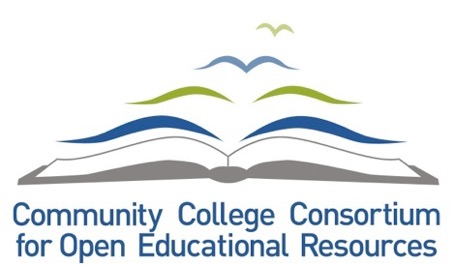 Community College Consortium
for Open Educational Resources